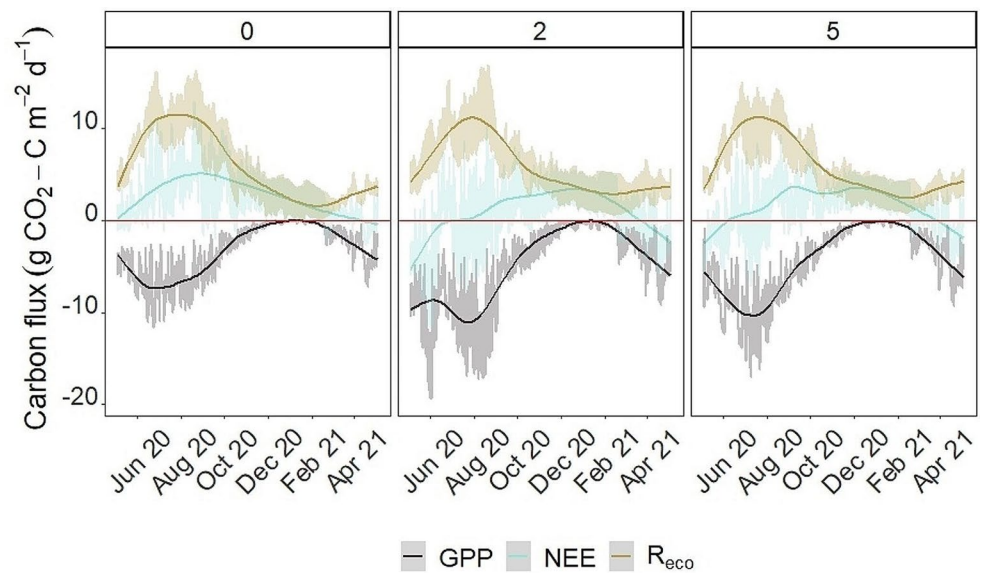 0 2 5
Carbon flux (g CO₂ – C m⁻² d⁻¹)
10
0
-10
-20
Jun 20 Aug 20 Oct 20 Dec 20 Feb 21 Apr 21 Jun 20 Aug 20 Oct 20 Dec 20 Feb 21 Apr 21 Jun 20 Aug 20 Oct 20 Dec 20 Feb 21 Apr 21
GPP NEE Reco